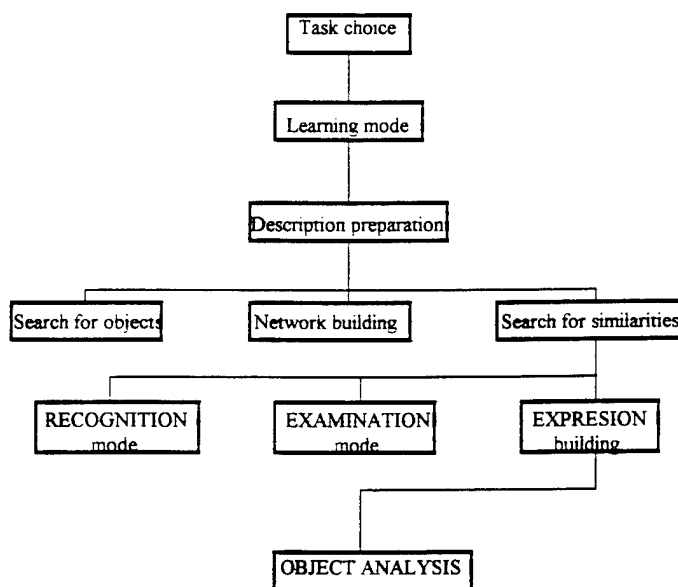 Task choice
Learning mode
Description preparation
Search for objects
Network building
Search for similarities
RECOGNITION
mode
EXAMINATION
mode
EXPRESION
building
OBJECT ANALYSIS